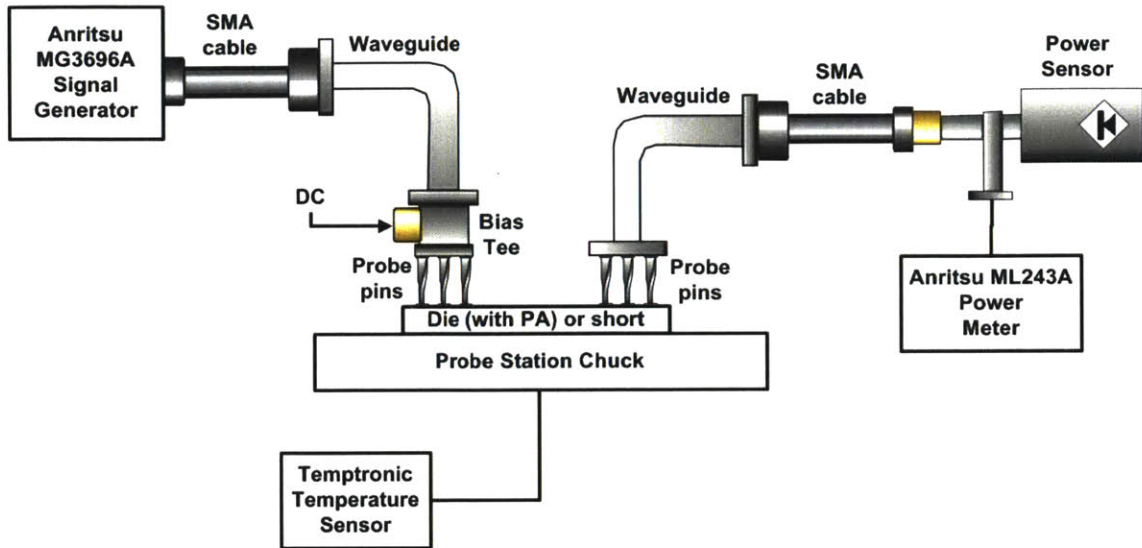 Anritsu
MG3696A
Signal
Generator
SMA
cable
Waveguide
DC
Bias
Tee
Probe
pins
Waveguide
SMA
cable
Power
Sensor
Probe
pins
Anritsu ML243A
Power
Meter
Die (with PA) or short
Probe Station Chuck
Temptronic
Temperature
Sensor